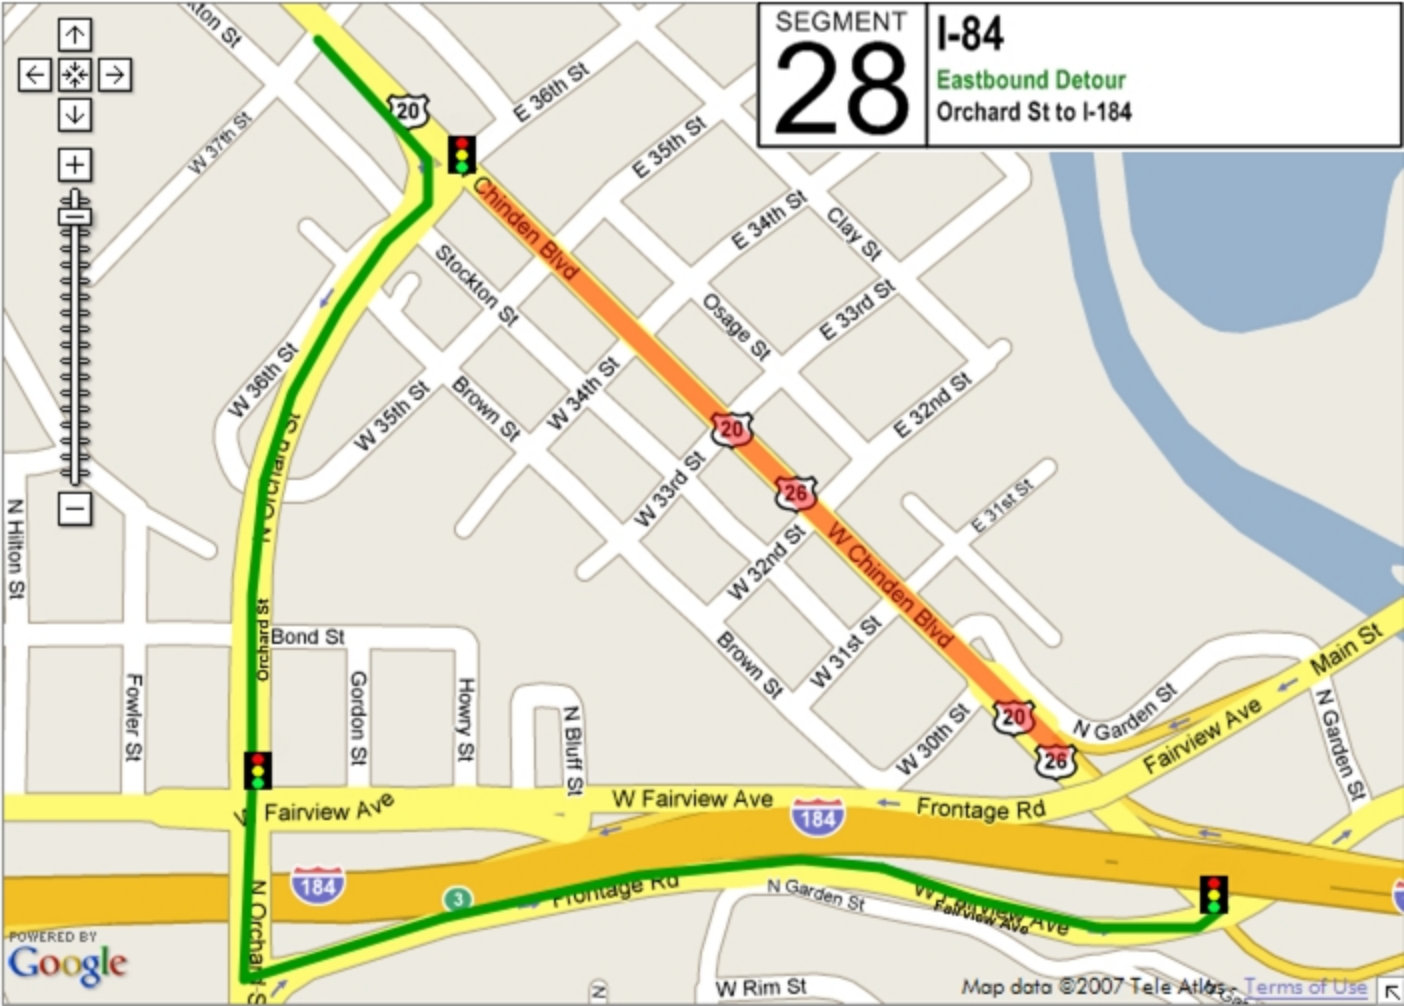 SEGMENT
28
I-84
Eastbound Detour
Orchard St to I-184
kton St
20
E 36th St
W 37th St
E 35th St
Chinden Blvd
E 34th St
Clay St
Stockton St
Osage St
E 33rd St
W 36th St
W 35th St
Brown St
W 34th St
E 32nd St
20
N Orchard St
W 33rd St
26
E 31st St
N Hilton St
W 32nd St
W Chinden Blvd
Orchard St
Bond St
Brown St
W 31st St
Main St
Fowler St
Gordon St
Howry St
N Bluff St
W 30th St
20
26
N Garden St
Fairview Ave
N Garden St
Fairview Ave
W Fairview Ave
184
Frontage Rd
184
3
Frontage Rd
N Garden St
W Fairview Ave
Fairview Ave
N Orchard S
POWERED BY
Google
N
W Rim St
Map data ©2007 Tele Atlas - Terms of Use